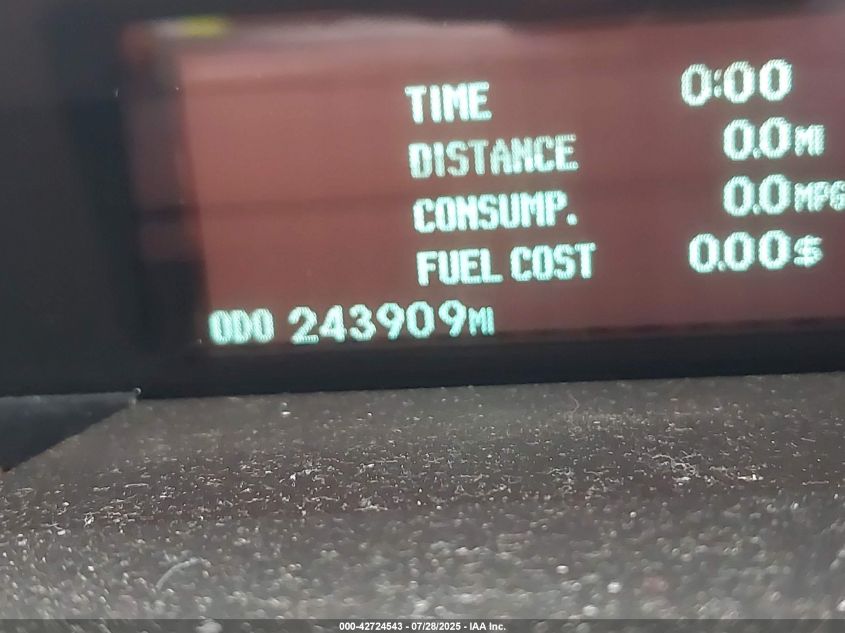 TIME 0:00
DISTANCE 0.0MI
CONSUMP. 0.0MPG
FUEL COST 0.00$
ODO 243909MI
000-42724543 / 07/28/2025 - IAA Inc.